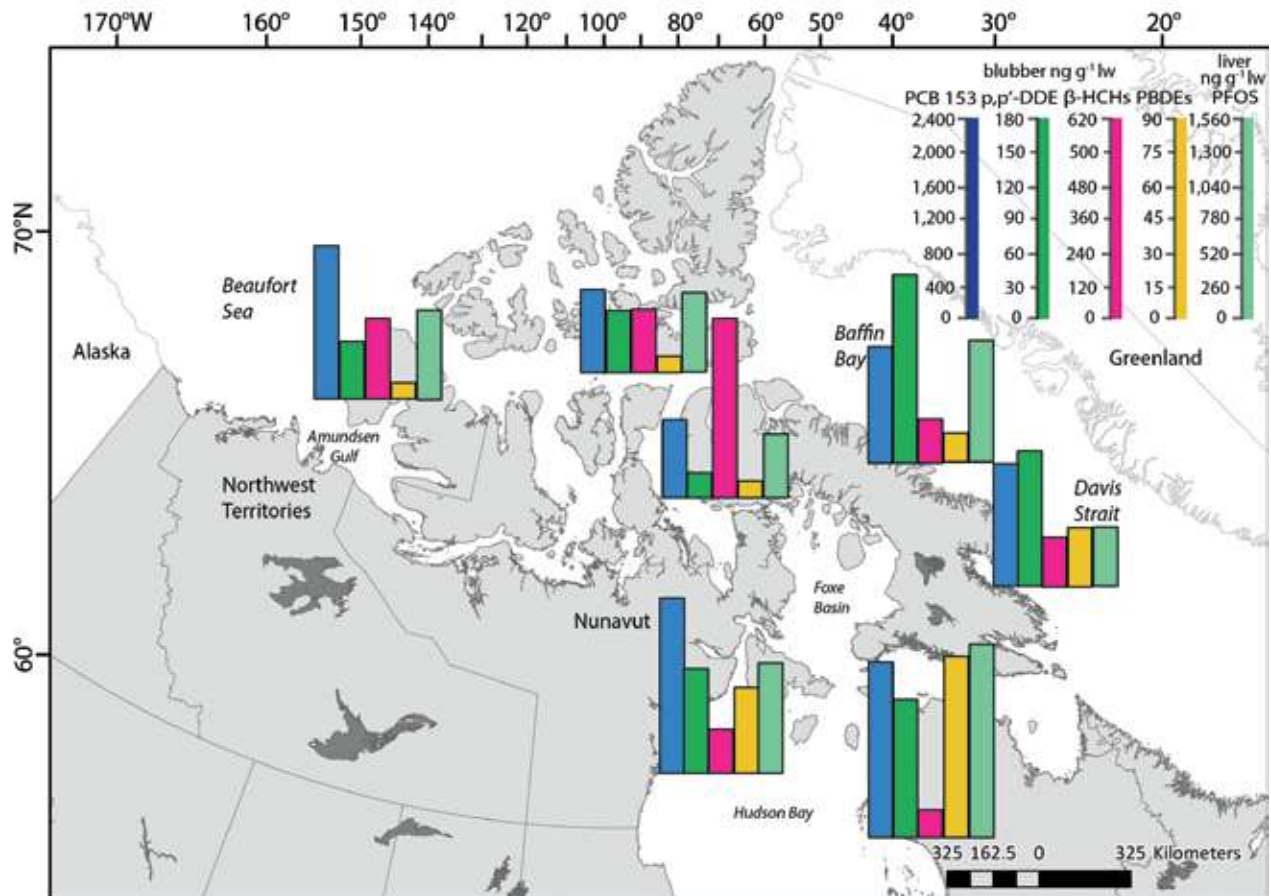 170° 160° 150° 140° 120° 100° 80° 60° 50° 40° 30° 20°
blubber ng g⁻¹ lw
liver
ng g⁻¹ lw
PCB 153 p,p'-DDE β-HCHs PBDEs PFOS
2,400 180 620 90 1,560
2,000 150 500 75 1,300
1,600 120 480 60 1,040
1,200 90 360 45 780
800 60 240 30 520
400 30 120 15 260
0 0 0 0 0
70°N
60°
Beaufort
Sea
Alaska
Amundsen
Gulf
Northwest
Territories
Baffin
Bay
Greenland
Davis
Strait
Foxe
Basin
Nunavut
Hudson Bay
325 162.5 0 325 Kilometers